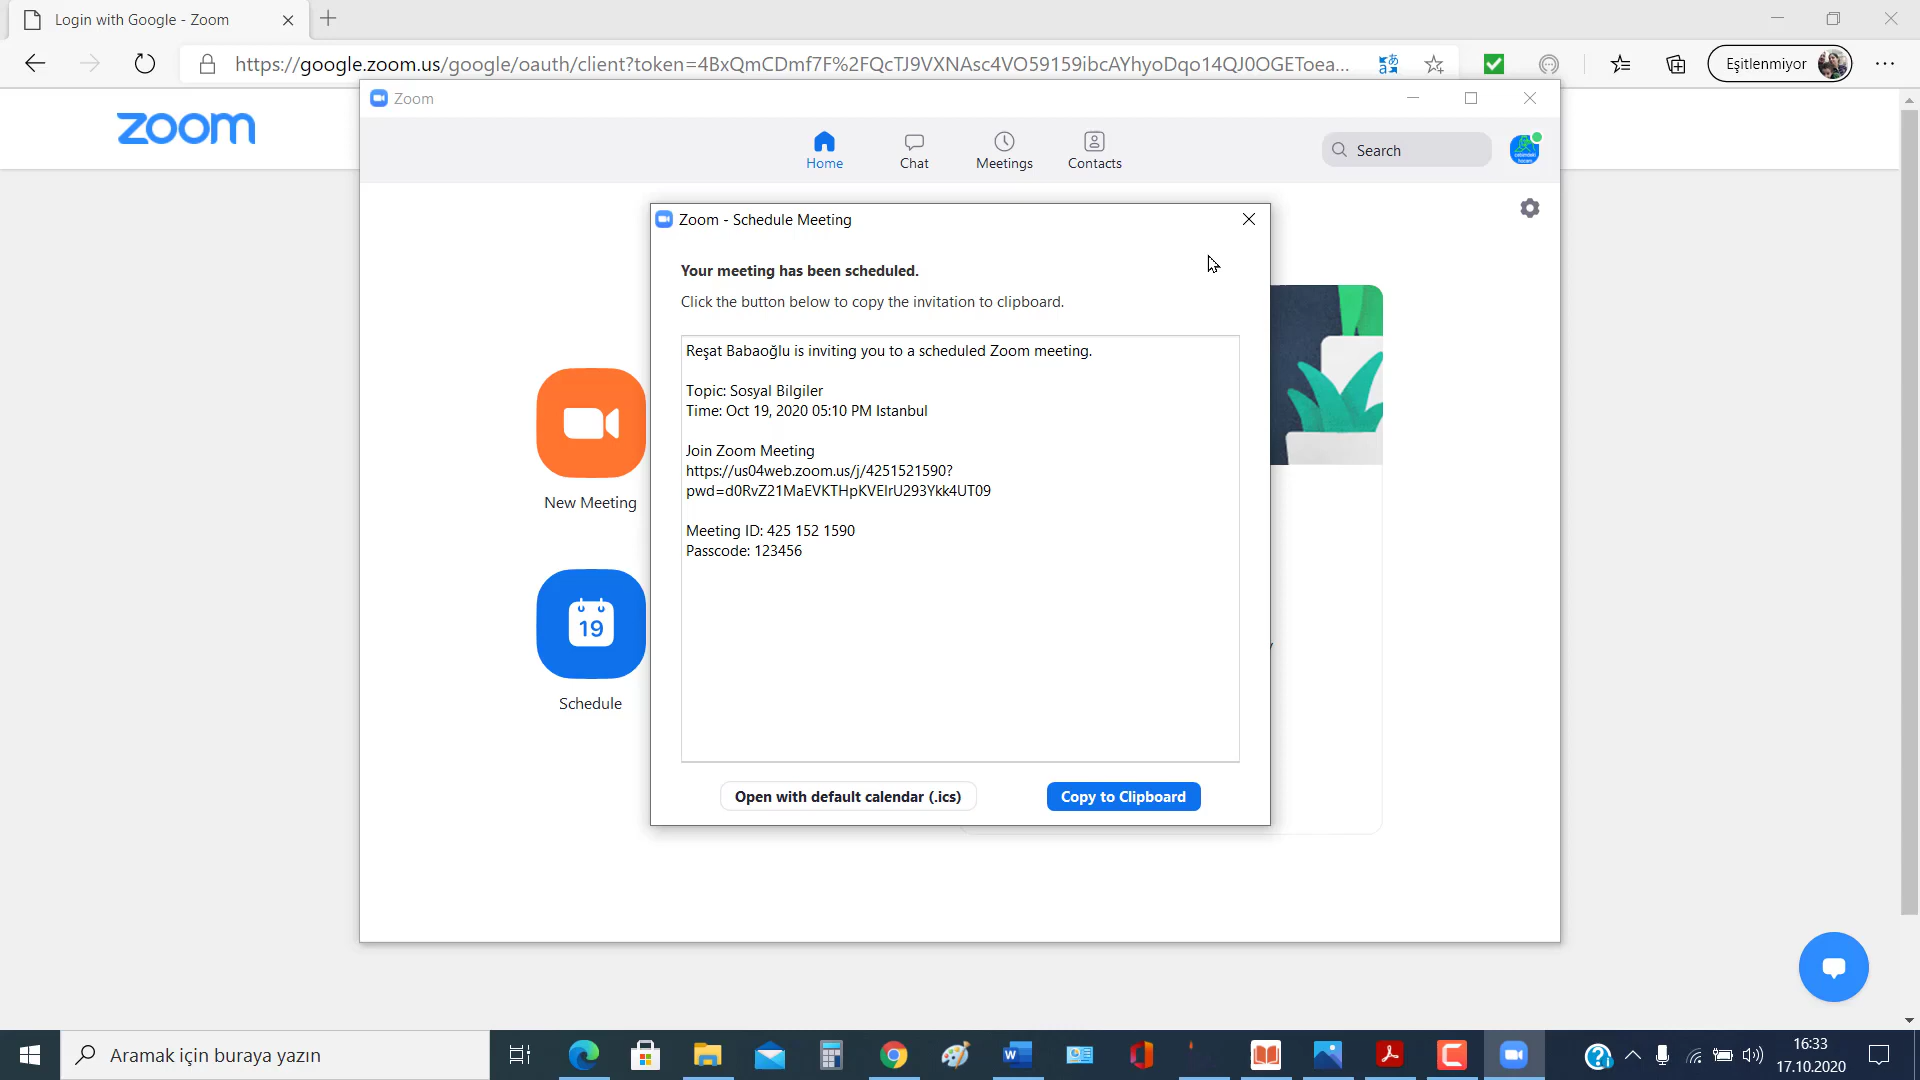 Login with Google - Zoom
https://google.zoom.us/google/oauth/client?token=4BxQmCDmf7F%2FQcTJ9VXNAsc4VO59159ibcAYhyoDqo14QJ0OGEToea...
Eşitlenmiyor
zoom
Zoom
Home
Chat
Meetings
Contacts
Search
Zoom - Schedule Meeting
Your meeting has been scheduled.
Click the button below to copy the invitation to clipboard.
Reşat Babaoğlu is inviting you to a scheduled Zoom meeting.
Topic: Sosyal Bilgiler
Time: Oct 19, 2020 05:10 PM Istanbul
Join Zoom Meeting
https://us04web.zoom.us/j/4251521590?
pwd=d0RvZ21MaEVKTHpKVElrU293Ykk4UT09
Meeting ID: 425 152 1590
Passcode: 123456
New Meeting
19
Schedule
Open with default calendar (.ics)
Copy to Clipboard
Aramak için buraya yazın
16:33
17.10.2020